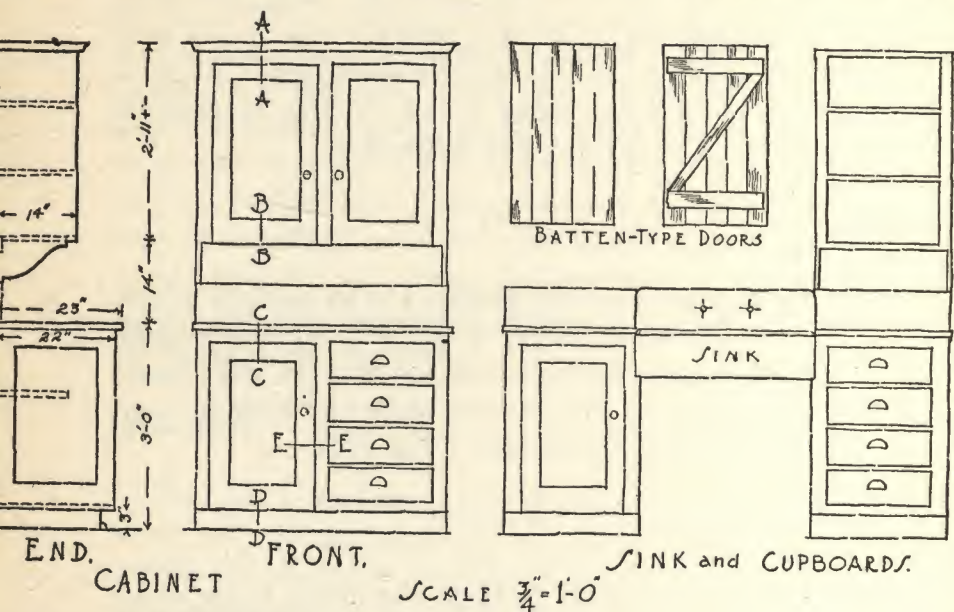 A
A
B
B
C
C
E E
D
D
2'-11"+-
14"
14"
3'-0"
23"
22"
3"
BATTEN-TYPE DOORS
SINK
END.
FRONT.
CABINET
SINK and CUPBOARDS.
SCALE 3/4"=1'-0"